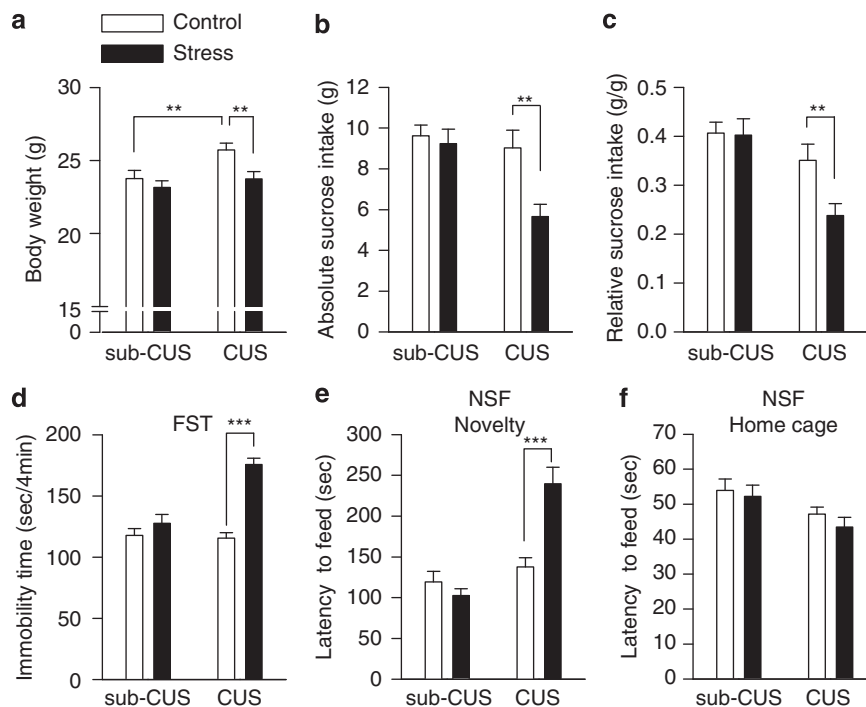 a
Control
Stress
Body weight (g)
30
25
20
15
0
**
**
sub-CUS
CUS
b
Absolute sucrose intake (g)
12
10
8
6
4
2
0
**
sub-CUS
CUS
c
Relative sucrose intake (g/g)
0.5
0.4
0.3
0.2
0.1
0.0
**
sub-CUS
CUS
d
FST
Immobility time (sec/4min)
200
150
100
50
0
***
sub-CUS
CUS
e
NSF
Novelty
Latency to feed (sec)
300
250
200
150
100
50
0
***
sub-CUS
CUS
f
NSF
Home cage
Latency to feed (sec)
70
60
50
40
30
20
10
0
sub-CUS
CUS